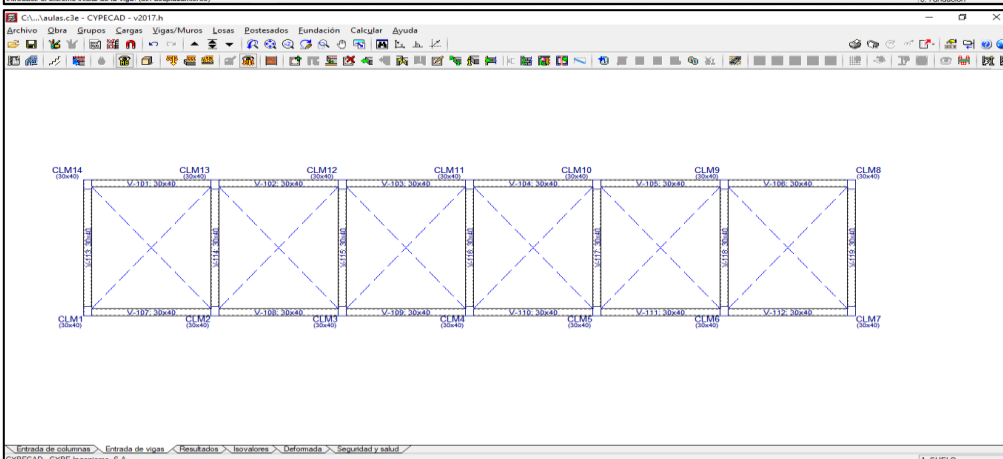 C:\...\aulas.c3e - CYPECAD - v2017.h
Archivo Obra Grupos Cargas Vigas/Muros Losas Postesados Fundación Calcular Ayuda
CLM14 CLM13 CLM12 CLM11 CLM10 CLM9 CLM8
(30x40) (30x40) (30x40) (30x40) (30x40) (30x40) (30x40)
V-101: 30x40 V-102: 30x40 V-103: 30x40 V-104: 30x40 V-105: 30x40 V-106: 30x40
V-113: 30x40 V-114: 30x40 V-115: 30x40 V-116: 30x40 V-117: 30x40 V-118: 30x40 V-119: 30x40
V-107: 30x40 V-108: 30x40 V-109: 30x40 V-110: 30x40 V-111: 30x40 V-112: 30x40
CLM1 CLM2 CLM3 CLM4 CLM5 CLM6 CLM7
(30x40) (30x40) (30x40) (30x40) (30x40) (30x40) (30x40)
Entrada de columnas Entrada de vigas Resultados Isovalores Deformada Seguridad y salud